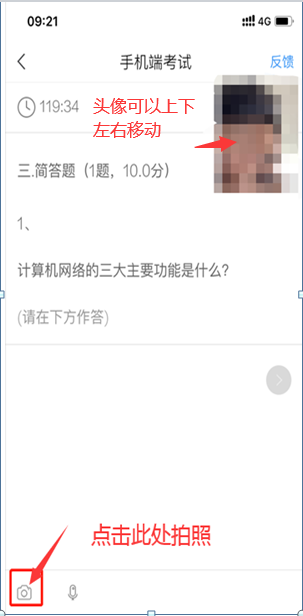 09:21
4G
手机端考试
反馈
119:34
头像可以上下
左右移动
三.简答题（1题，10.0分）
1、
计算机网络的三大主要功能是什么?
(请在下方作答)
点击此处拍照